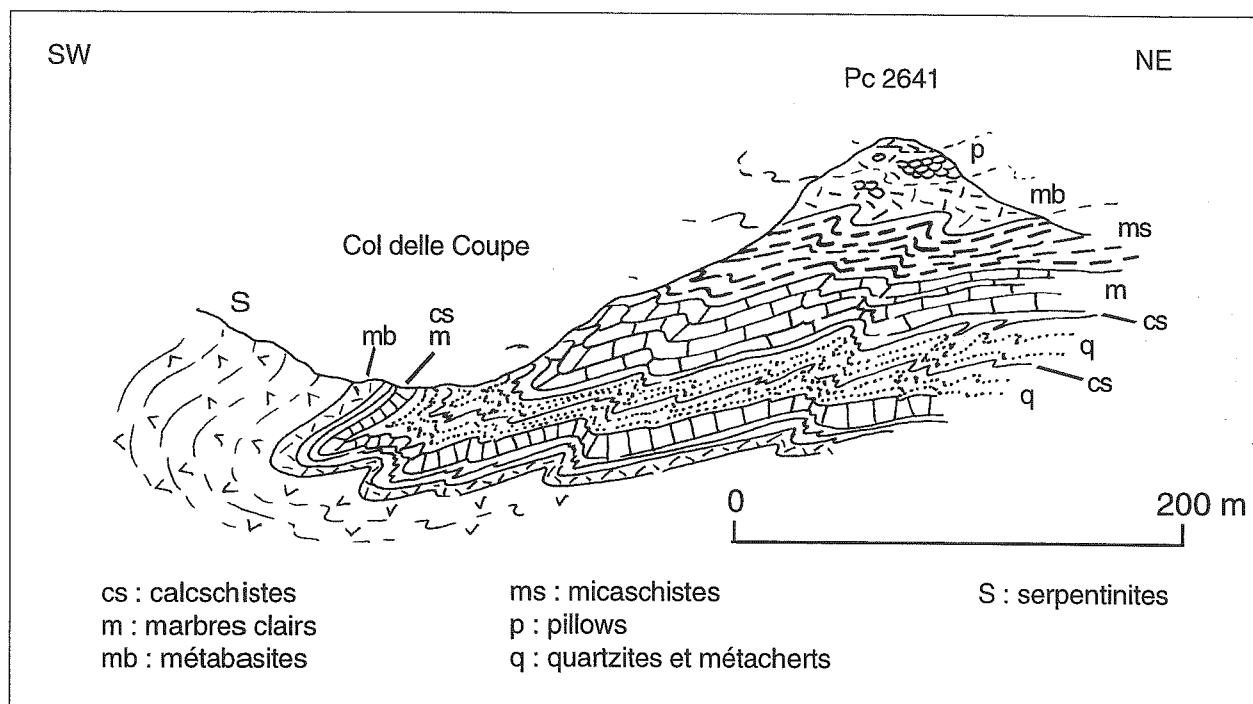 SW
NE
Pc 2641
p
mb
ms
Col delle Coupe
m
S
cs
cs
mb
m
q
cs
q
0
200 m
cs : calcschistes
ms : micaschistes
S : serpentinites
m : marbres clairs
p : pillows
mb : métabasites
q : quartzites et métacherts